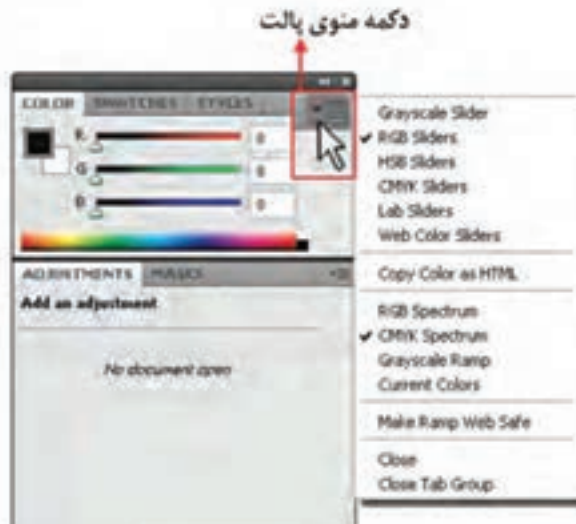 دکمه منوی پالت
COLOR SWATCHES STYLES
R 0
G 0
B 0
ADJUSTMENTS MASKS
Add an adjustment
No document open
Grayscale Slider
✔ RGB Sliders
HSB Sliders
CMYK Sliders
Lab Sliders
Web Color Sliders
Copy Color as HTML
RGB Spectrum
✔ CMYK Spectrum
Grayscale Ramp
Current Colors
Make Ramp Web Safe
Close
Close Tab Group